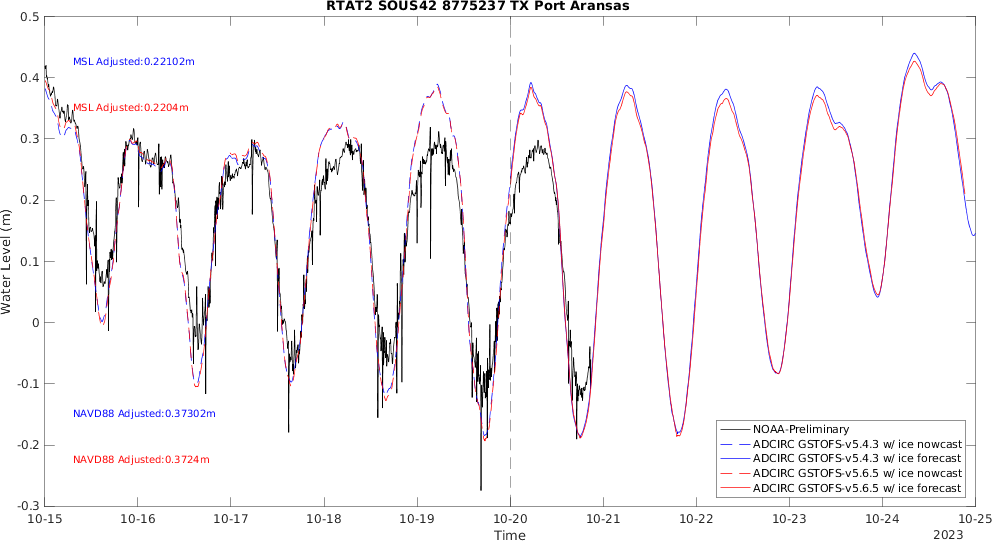 RTAT2 SOUS42 8775237 TX Port Aransas
0.5
0.4
0.3
0.2
0.1
0
-0.1
-0.2
-0.3
Water Level (m)
MSL Adjusted:0.22102m
MSL Adjusted:0.2204m
NAVD88 Adjusted:0.37302m
NAVD88 Adjusted:0.3724m
NOAA-Preliminary
ADCIRC GSTOFS-v5.4.3 w/ ice nowcast
ADCIRC GSTOFS-v5.4.3 w/ ice forecast
ADCIRC GSTOFS-v5.6.5 w/ ice nowcast
ADCIRC GSTOFS-v5.6.5 w/ ice forecast
10-15 10-16 10-17 10-18 10-19 10-20 10-21 10-22 10-23 10-24 10-25
Time
2023